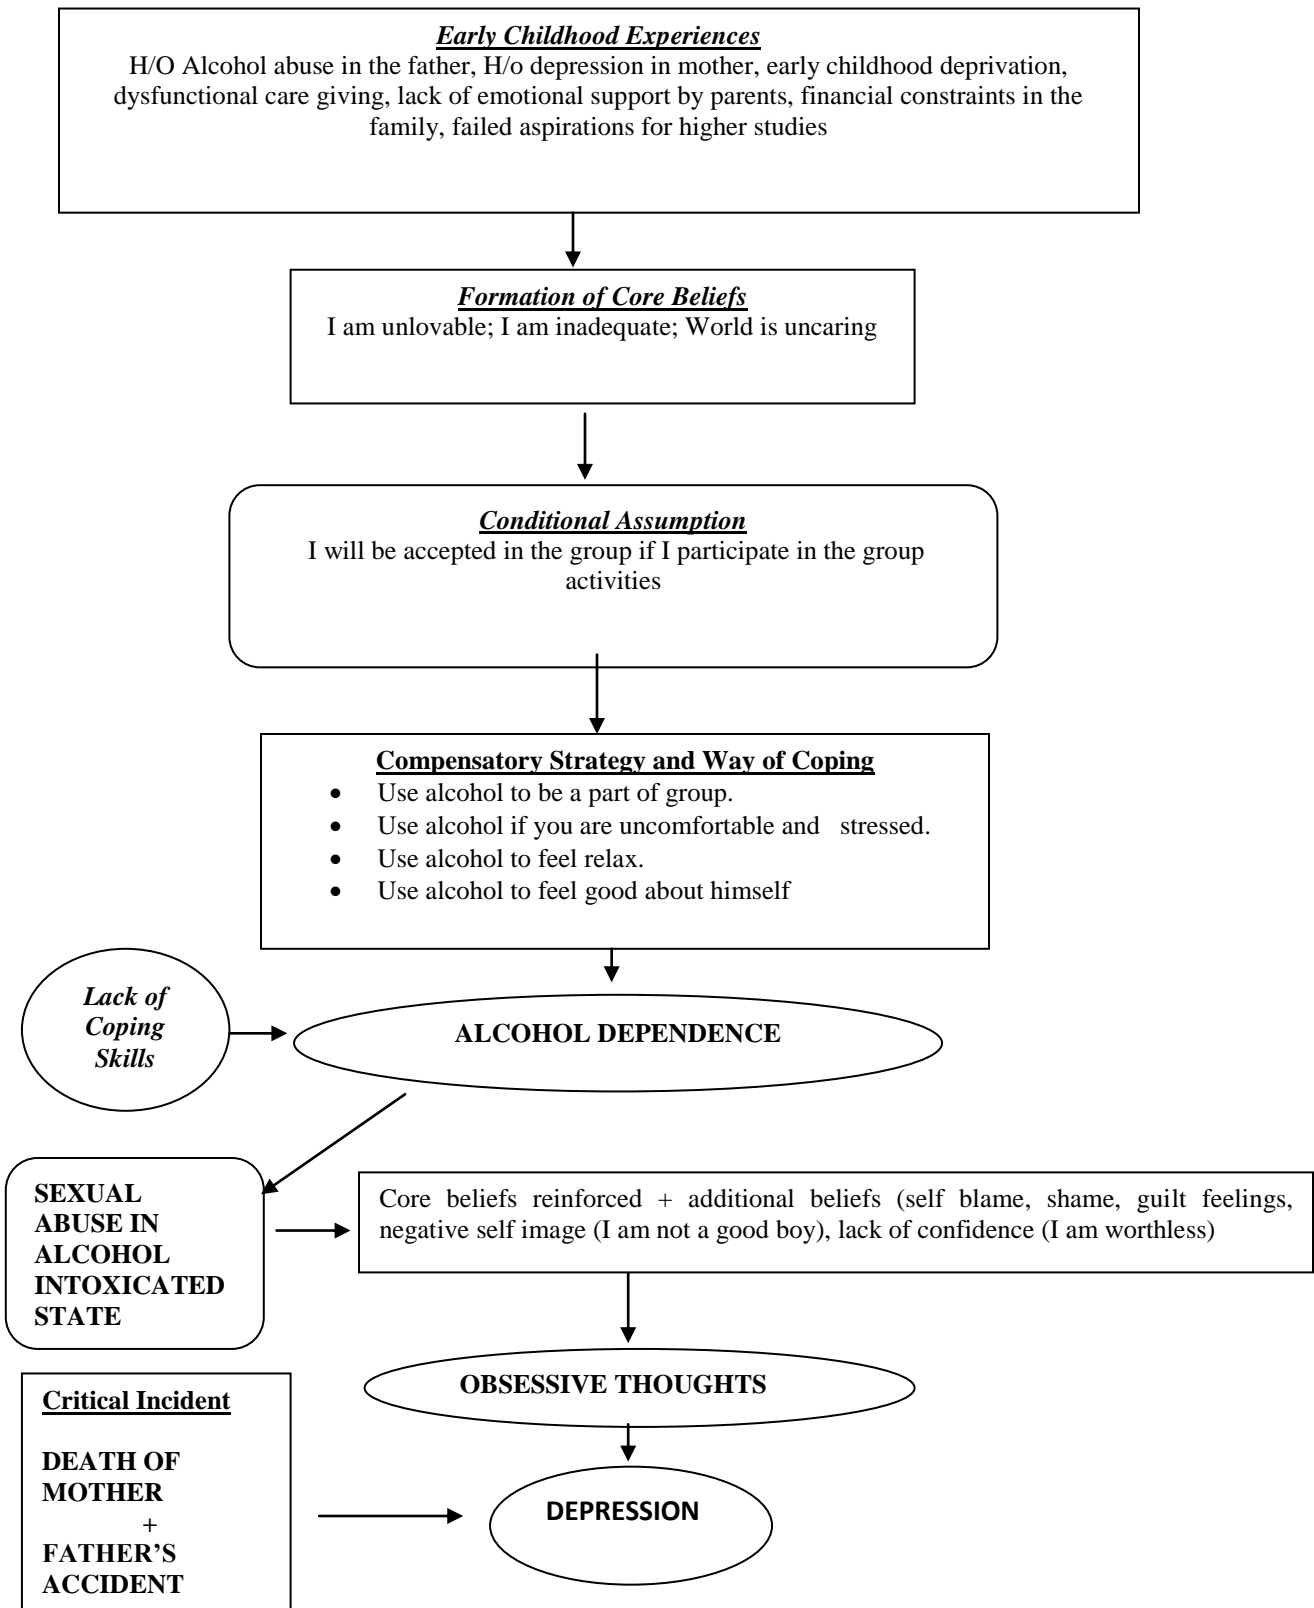 Early Childhood Experiences
H/O Alcohol abuse in the father, H/o depression in mother, early childhood deprivation,
dysfunctional care giving, lack of emotional support by parents, financial constraints in the
family, failed aspirations for higher studies
Formation of Core Beliefs
I am unlovable; I am inadequate; World is uncaring
Conditional Assumption
I will be accepted in the group if I participate in the group
activities
Compensatory Strategy and Way of Coping
• Use alcohol to be a part of group.
• Use alcohol if you are uncomfortable and stressed.
• Use alcohol to feel relax.
• Use alcohol to feel good about himself
Lack of
Coping
Skills
ALCOHOL DEPENDENCE
SEXUAL
ABUSE IN
ALCOHOL
INTOXICATED
STATE
Core beliefs reinforced + additional beliefs (self blame, shame, guilt feelings,
negative self image (I am not a good boy), lack of confidence (I am worthless)
OBSESSIVE THOUGHTS
Critical Incident
DEATH OF
MOTHER
+
FATHER’S
ACCIDENT
DEPRESSION